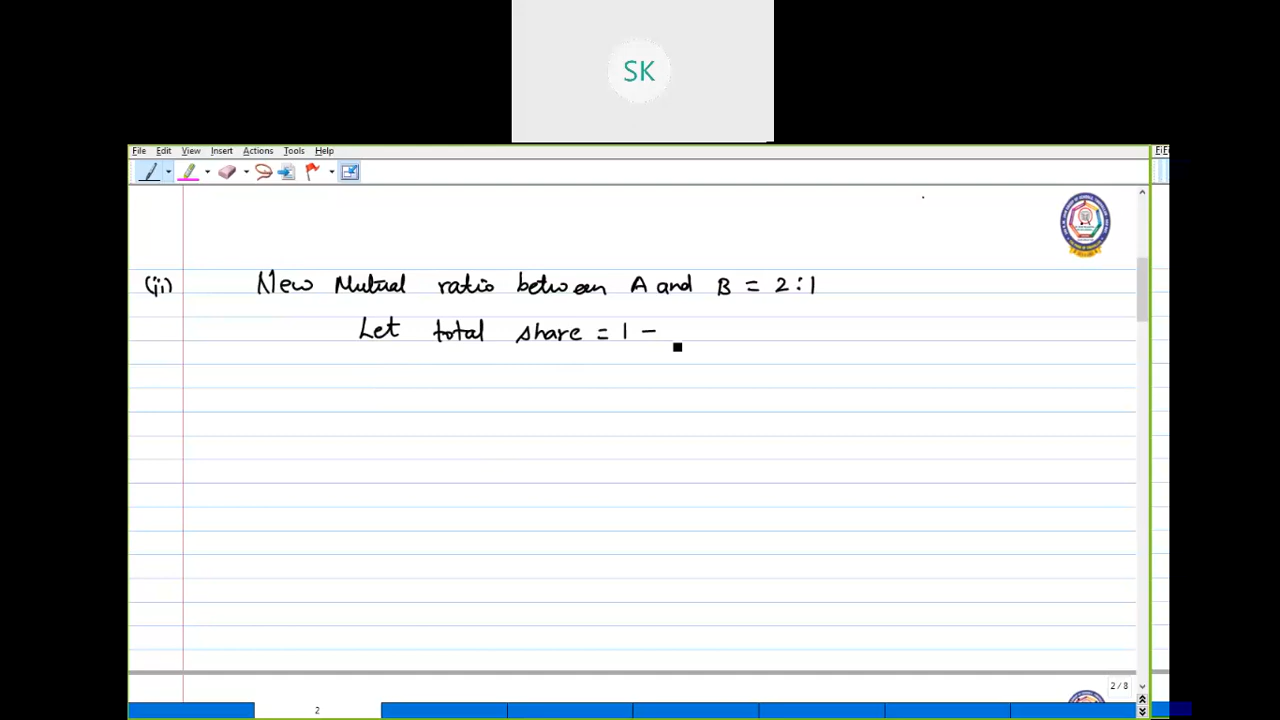 SK
File Edit View Insert Actions Tools Help
(ii) New Mutual ratio between A and B = 2:1
Let total share = 1 -
2 / 8
2